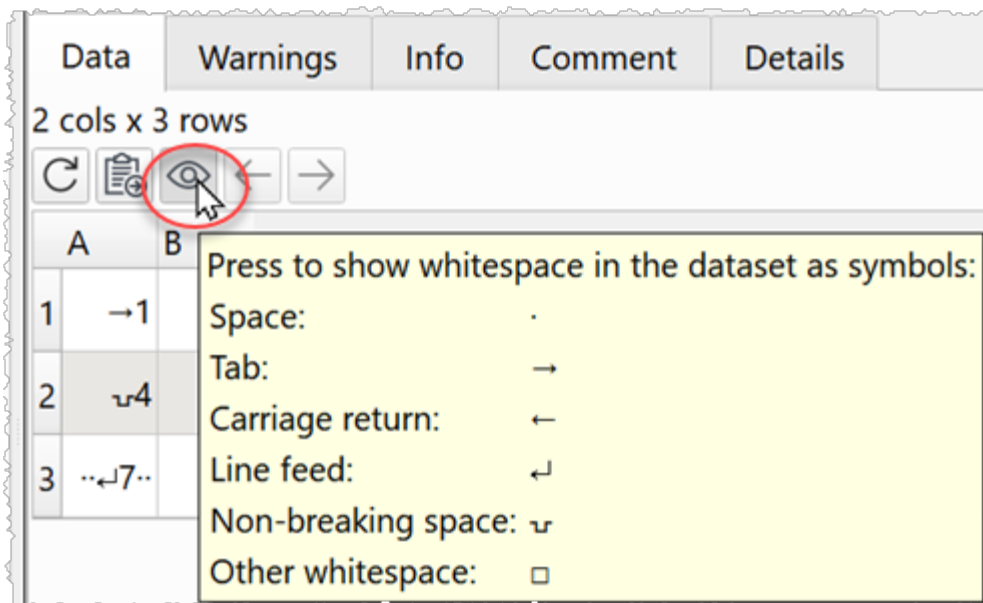 Data Warnings Info Comment Details
2 cols x 3 rows
A B
1 →1
2 ⍽4
3 ··↵7··
Press to show whitespace in the dataset as symbols:
Space: ·
Tab: →
Carriage return: ←
Line feed: ↵
Non-breaking space: ⍽
Other whitespace: □